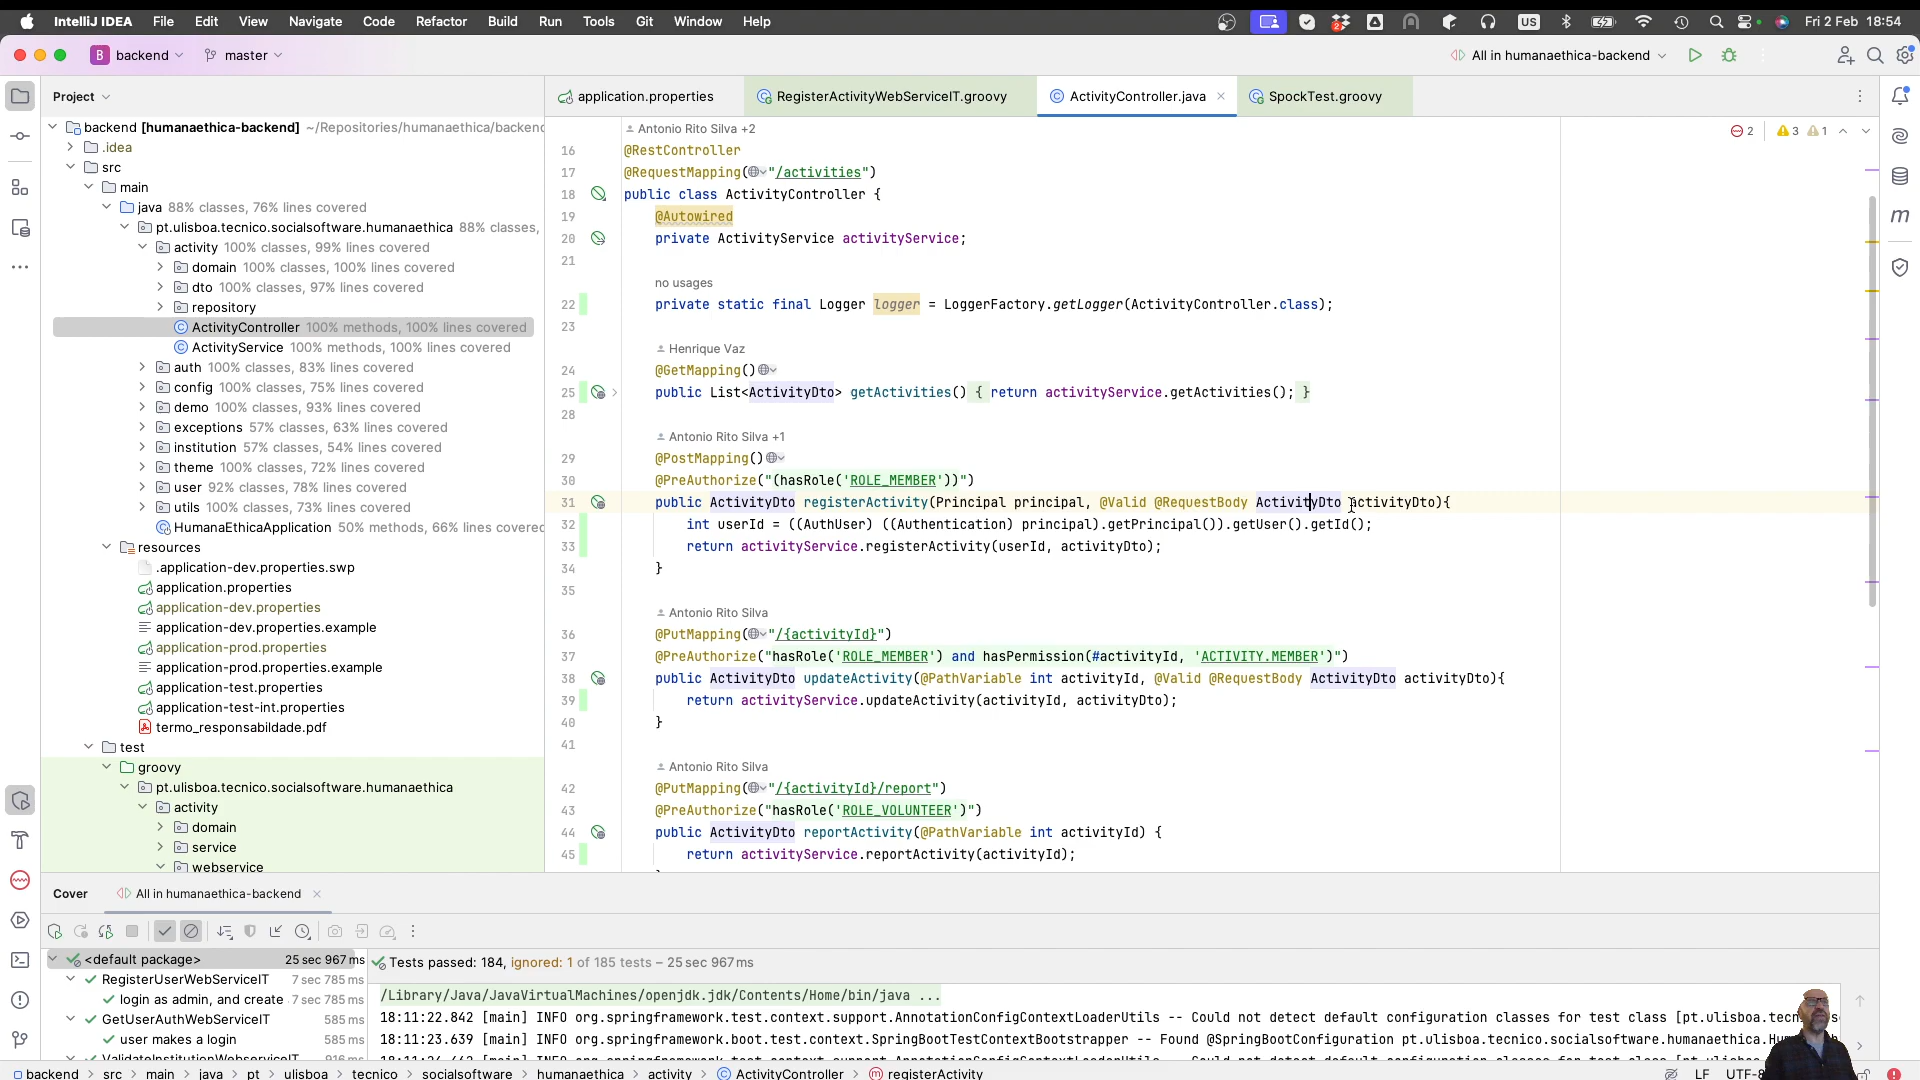 IntelliJ IDEA File Edit View Navigate Code Refactor Build Run Tools Git Window Help US Fri 2 Feb 18:54
B backend master All in humanaethica-backend
Project
application.properties RegisterActivityWebServiceIT.groovy ActivityController.java SpockTest.groovy
backend [humanaethica-backend] ~/Repositories/humanaethica/backend
.idea
src
main
java 88% classes, 76% lines covered
pt.ulisboa.tecnico.socialsoftware.humanaethica 88% classes,
activity 100% classes, 99% lines covered
domain 100% classes, 100% lines covered
dto 100% classes, 97% lines covered
repository
ActivityController 100% methods, 100% lines covered
ActivityService 100% methods, 100% lines covered
auth 100% classes, 83% lines covered
config 100% classes, 75% lines covered
demo 100% classes, 93% lines covered
exceptions 57% classes, 63% lines covered
institution 57% classes, 54% lines covered
theme 100% classes, 72% lines covered
user 92% classes, 78% lines covered
utils 100% classes, 73% lines covered
HumanaEthicaApplication 50% methods, 66% lines covered
resources
.application-dev.properties.swp
application.properties
application-dev.properties
application-dev.properties.example
application-prod.properties
application-prod.properties.example
application-test.properties
application-test-int.properties
termo_responsabildade.pdf
test
groovy
pt.ulisboa.tecnico.socialsoftware.humanaethica
activity
domain
service
webservice
Antonio Rito Silva +2
2 3 1
16 @RestController
17 @RequestMapping("/activities")
18 public class ActivityController {
19 @Autowired
20 private ActivityService activityService;
21
no usages
22 private static final Logger logger = LoggerFactory.getLogger(ActivityController.class);
23
Henrique Vaz
24 @GetMapping()
25 public List<ActivityDto> getActivities() { return activityService.getActivities(); }
28
Antonio Rito Silva +1
29 @PostMapping()
30 @PreAuthorize("(hasRole('ROLE_MEMBER'))")
31 public ActivityDto registerActivity(Principal principal, @Valid @RequestBody ActivityDto activityDto){
32 int userId = ((AuthUser) ((Authentication) principal).getPrincipal()).getUser().getId();
33 return activityService.registerActivity(userId, activityDto);
34 }
35
Antonio Rito Silva
36 @PutMapping("/{activityId}")
37 @PreAuthorize("hasRole('ROLE_MEMBER') and hasPermission(#activityId, 'ACTIVITY.MEMBER')")
38 public ActivityDto updateActivity(@PathVariable int activityId, @Valid @RequestBody ActivityDto activityDto){
39 return activityService.updateActivity(activityId, activityDto);
40 }
41
Antonio Rito Silva
42 @PutMapping("/{activityId}/report")
43 @PreAuthorize("hasRole('ROLE_VOLUNTEER')")
44 public ActivityDto reportActivity(@PathVariable int activityId) {
45 return activityService.reportActivity(activityId);
Cover All in humanaethica-backend
<default package> 25 sec 967 ms
RegisterUserWebServiceIT 7 sec 785 ms
login as admin, and create 7 sec 785 ms
GetUserAuthWebServiceIT 585 ms
user makes a login 585 ms
ValidateInstitutionWebserviceIT 916 ms
Tests passed: 184, ignored: 1 of 185 tests – 25 sec 967 ms
/Library/Java/JavaVirtualMachines/openjdk.jdk/Contents/Home/bin/java ...
18:11:22.842 [main] INFO org.springframework.test.context.support.AnnotationConfigContextLoaderUtils -- Could not detect default configuration classes for test class [pt.ulisboa.tecn
18:11:23.639 [main] INFO org.springframework.boot.test.context.SpringBootTestContextBootstrapper -- Found @SpringBootConfiguration pt.ulisboa.tecnico.socialsoftware.humanaethica.Hum
backend > src > main > java > pt > ulisboa > tecnico > socialsoftware > humanaethica > activity > ActivityController > registerActivity LF UTF-8